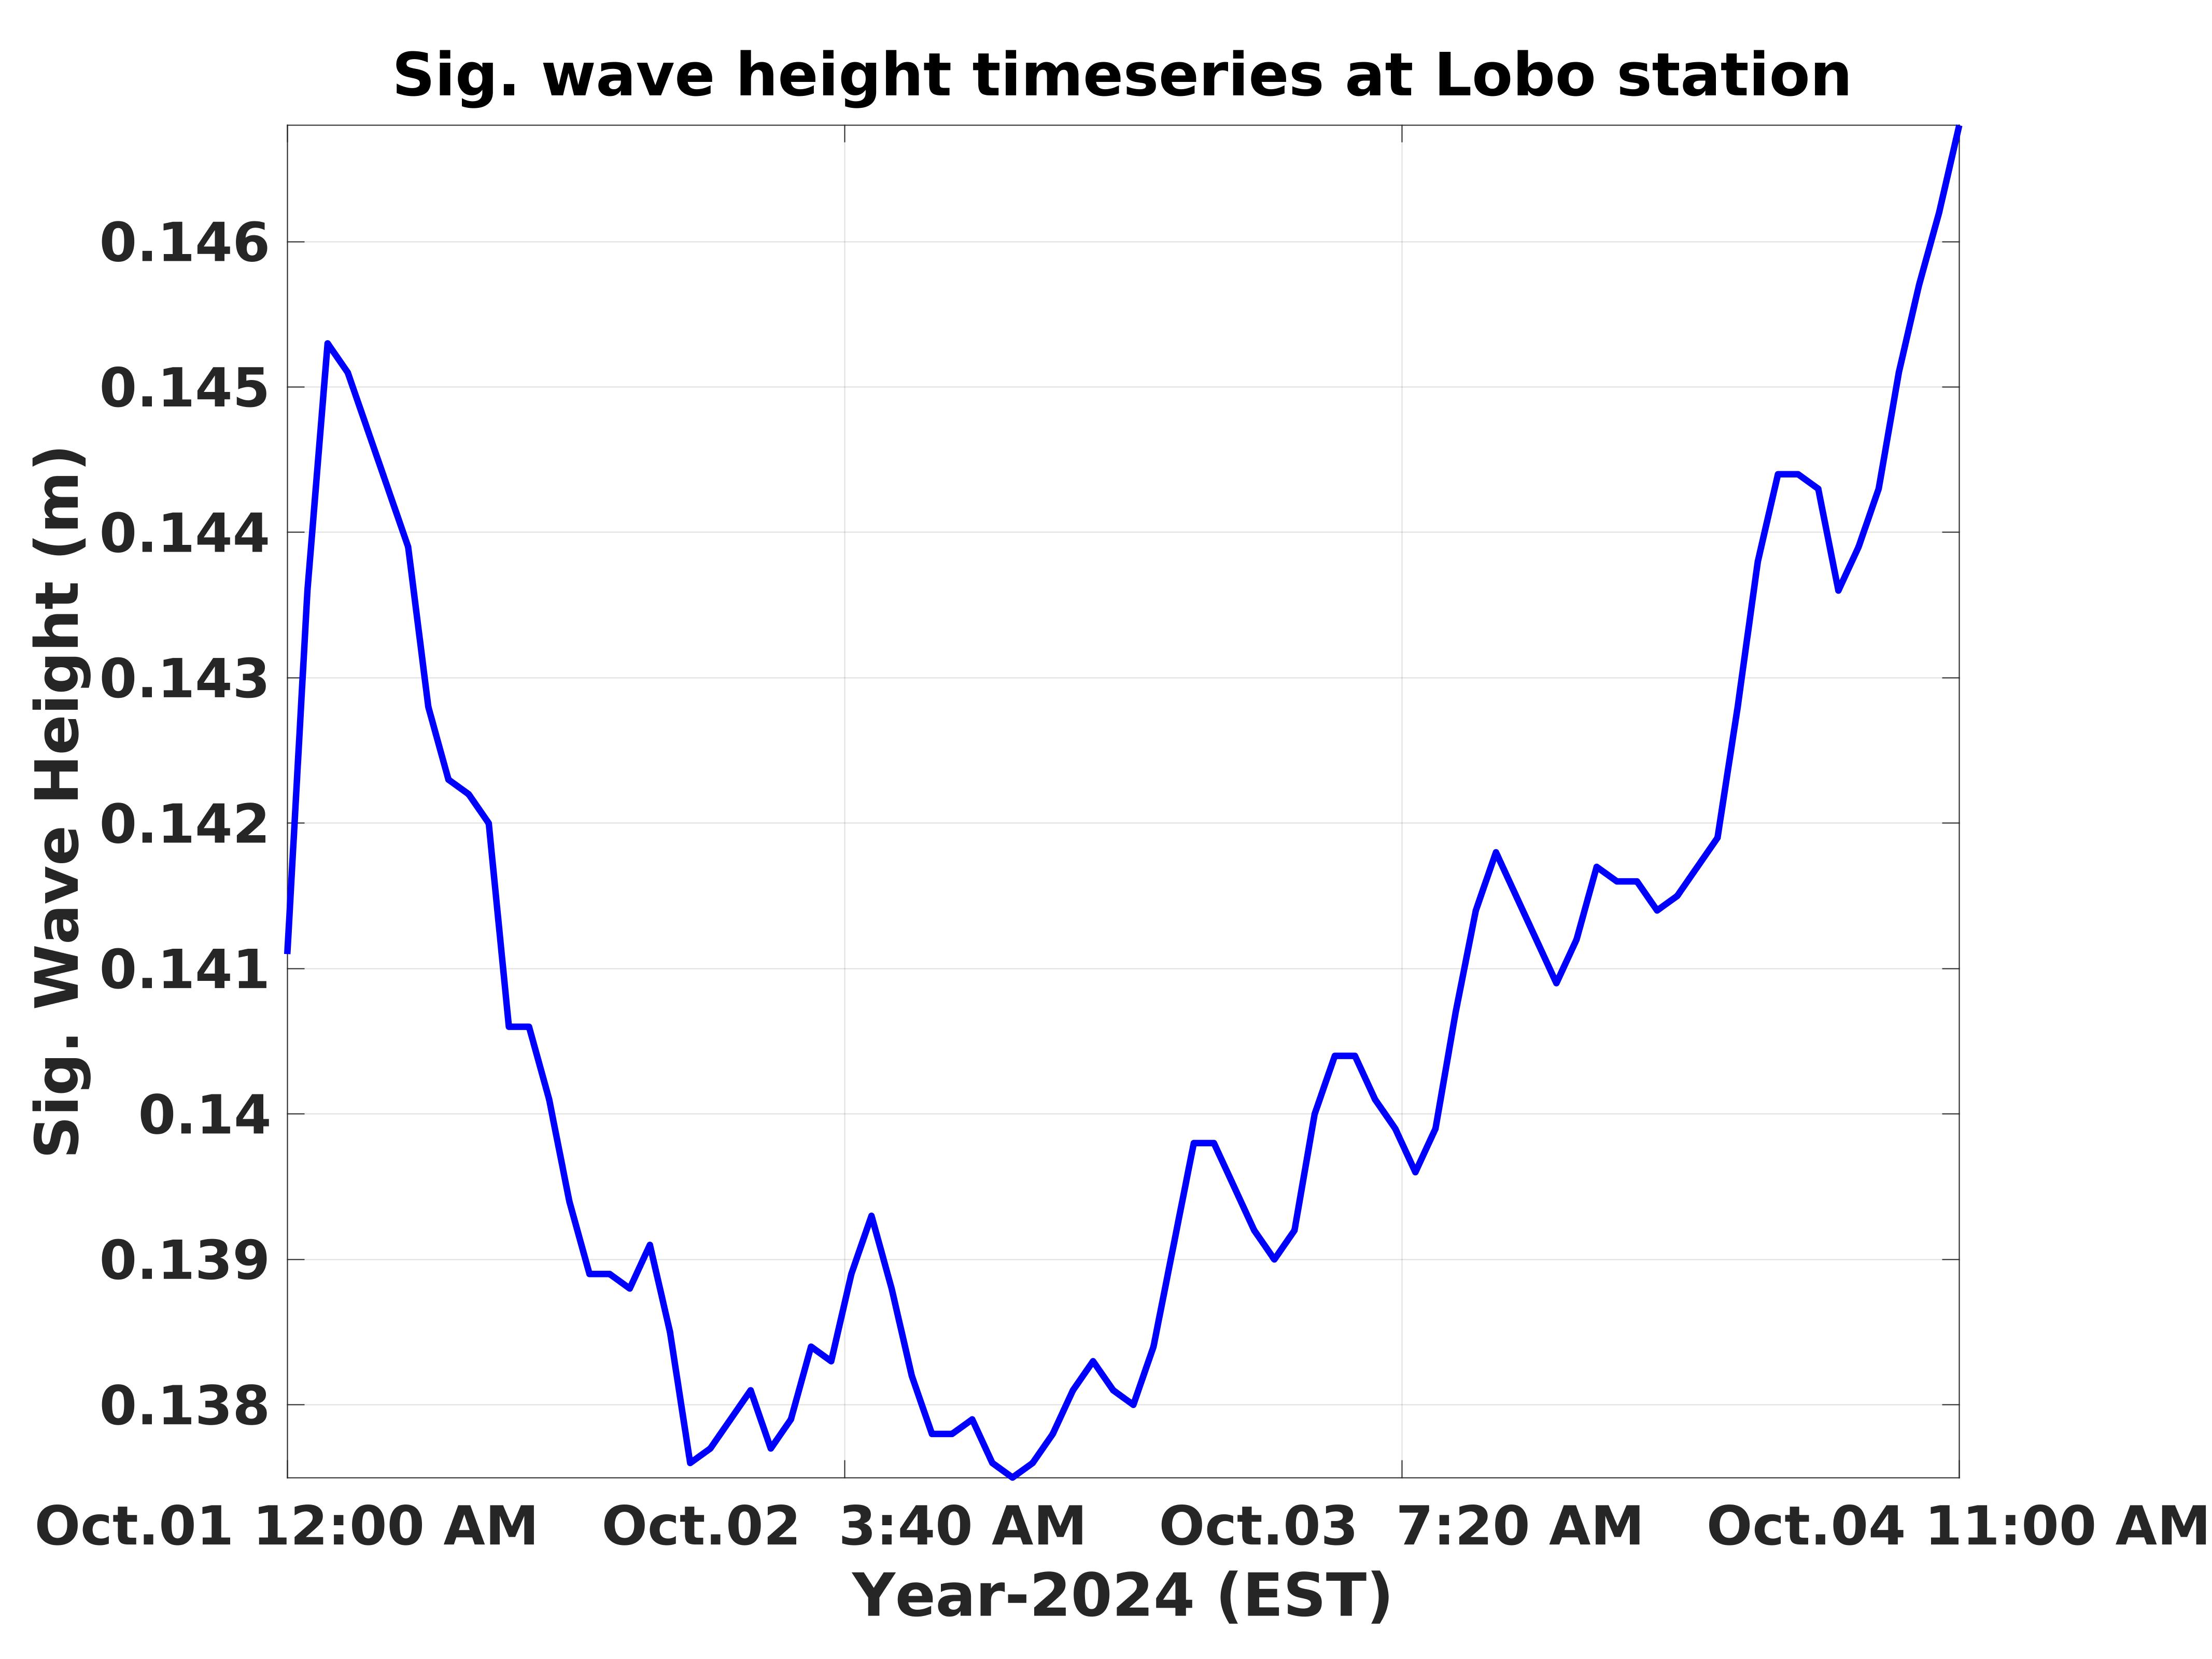 Sig. wave height timeseries at Lobo station
Sig. Wave Height (m)
0.146
0.145
0.144
0.143
0.142
0.141
0.14
0.139
0.138
Oct.01 12:00 AM Oct.02 3:40 AM Oct.03 7:20 AM Oct.04 11:00 AM
Year-2024 (EST)